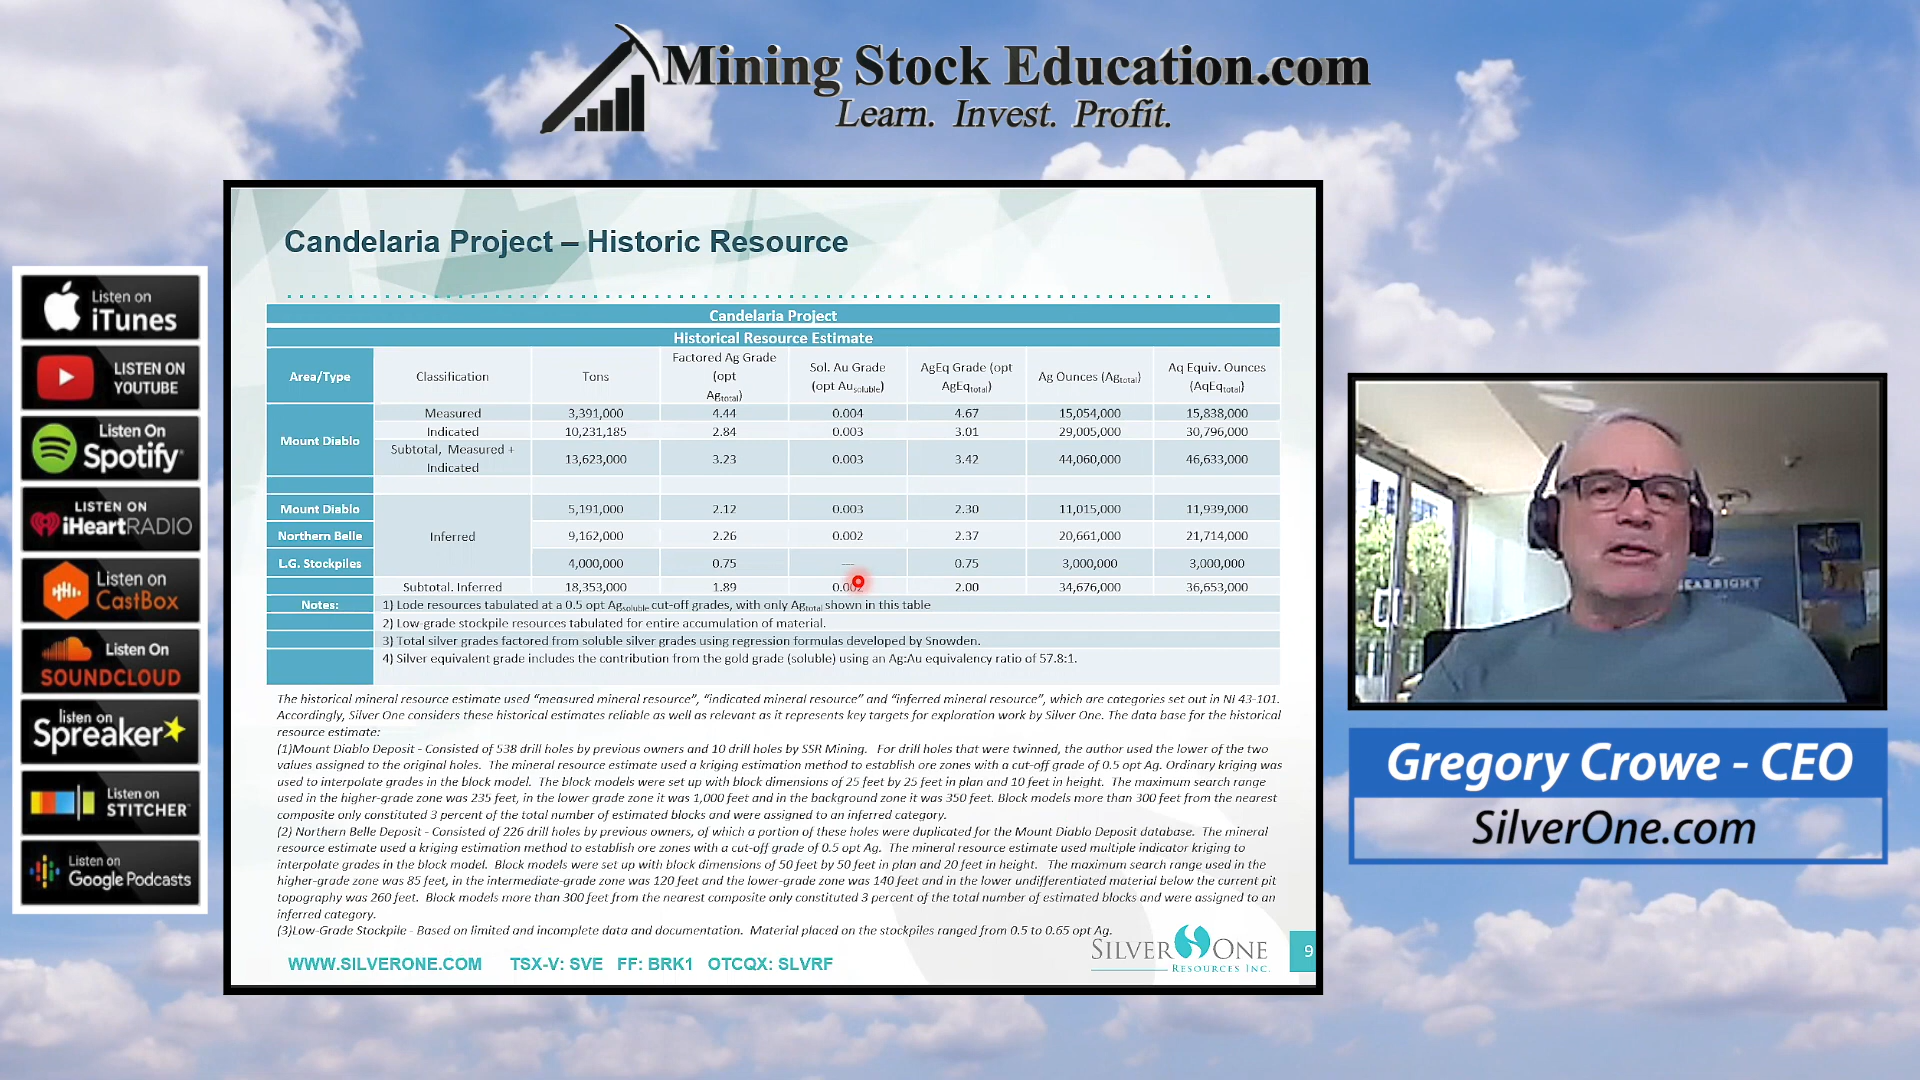 Mining Stock Education.com
Learn. Invest. Profit.
Listen on
iTunes
LISTEN ON
YOUTUBE
Listen On
Spotify
LISTEN ON
iHeartRADIO
Listen on
CastBox
Listen On
SOUNDCLOUD
listen on
Spreaker
Listen on
STITCHER
Listen on
Google Podcasts
Candelaria Project – Historic Resource
Candelaria Project
Historical Resource Estimate
Area/Type Classification Tons Factored Ag Grade (opt Agtotal) Sol. Au Grade (opt Ausoluble) AgEq Grade (opt AgEqtotal) Ag Ounces (Agtotal) Aq Equiv. Ounces (AqEqtotal)
Mount Diablo Measured 3,391,000 4.44 0.004 4.67 15,054,000 15,838,000
Indicated 10,231,185 2.84 0.003 3.01 29,005,000 30,796,000
Subtotal, Measured + Indicated 13,623,000 3.23 0.003 3.42 44,060,000 46,633,000
Mount Diablo Inferred 5,191,000 2.12 0.003 2.30 11,015,000 11,939,000
Northern Belle 9,162,000 2.26 0.002 2.37 20,661,000 21,714,000
L.G. Stockpiles 4,000,000 0.75 — 0.75 3,000,000 3,000,000
Subtotal, Inferred 18,353,000 1.89 0.002 2.00 34,676,000 36,653,000
Notes: 1) Lode resources tabulated at a 0.5 opt Agsoluble cut-off grades, with only Agtotal shown in this table
2) Low-grade stockpile resources tabulated for entire accumulation of material.
3) Total silver grades factored from soluble silver grades using regression formulas developed by Snowden.
4) Silver equivalent grade includes the contribution from the gold grade (soluble) using an Ag:Au equivalency ratio of 57.8:1.
The historical mineral resource estimate used “measured mineral resource”, “indicated mineral resource” and “inferred mineral resource”, which are categories set out in NI 43-101.
Accordingly, Silver One considers these historical estimates reliable as well as relevant as it represents key targets for exploration work by Silver One. The data base for the historical
resource estimate:
(1)Mount Diablo Deposit - Consisted of 538 drill holes by previous owners and 10 drill holes by SSR Mining. For drill holes that were twinned, the author used the lower of the two
values assigned to the original holes. The mineral resource estimate used a kriging estimation method to establish ore zones with a cut-off grade of 0.5 opt Ag. Ordinary kriging was
used to interpolate grades in the block model. The block models were set up with block dimensions of 25 feet by 25 feet in plan and 10 feet in height. The maximum search range
used in the higher-grade zone was 235 feet, in the lower grade zone it was 1,000 feet and in the background zone it was 350 feet. Block models more than 300 feet from the nearest
composite only constituted 3 percent of the total number of estimated blocks and were assigned to an inferred category.
(2) Northern Belle Deposit - Consisted of 226 drill holes by previous owners, of which a portion of these holes were duplicated for the Mount Diablo Deposit database. The mineral
resource estimate used a kriging estimation method to establish ore zones with a cut-off grade of 0.5 opt Ag. The mineral resource estimate used multiple indicator kriging to
interpolate grades in the block model. Block models were set up with block dimensions of 50 feet by 50 feet in plan and 20 feet in height. The maximum search range used in the
higher-grade zone was 85 feet, in the intermediate-grade zone was 120 feet and the lower-grade zone was 140 feet and in the lower undifferentiated material below the current pit
topography was 260 feet. Block models more than 300 feet from the nearest composite only constituted 3 percent of the total number of estimated blocks and were assigned to an
inferred category.
(3)Low-Grade Stockpile - Based on limited and incomplete data and documentation. Material placed on the stockpiles ranged from 0.5 to 0.65 opt Ag.
WWW.SILVERONE.COM TSX-V: SVE FF: BRK1 OTCQX: SLVRF
SILVER ONE
RESOURCES INC.
9
Gregory Crowe - CEO
SilverOne.com